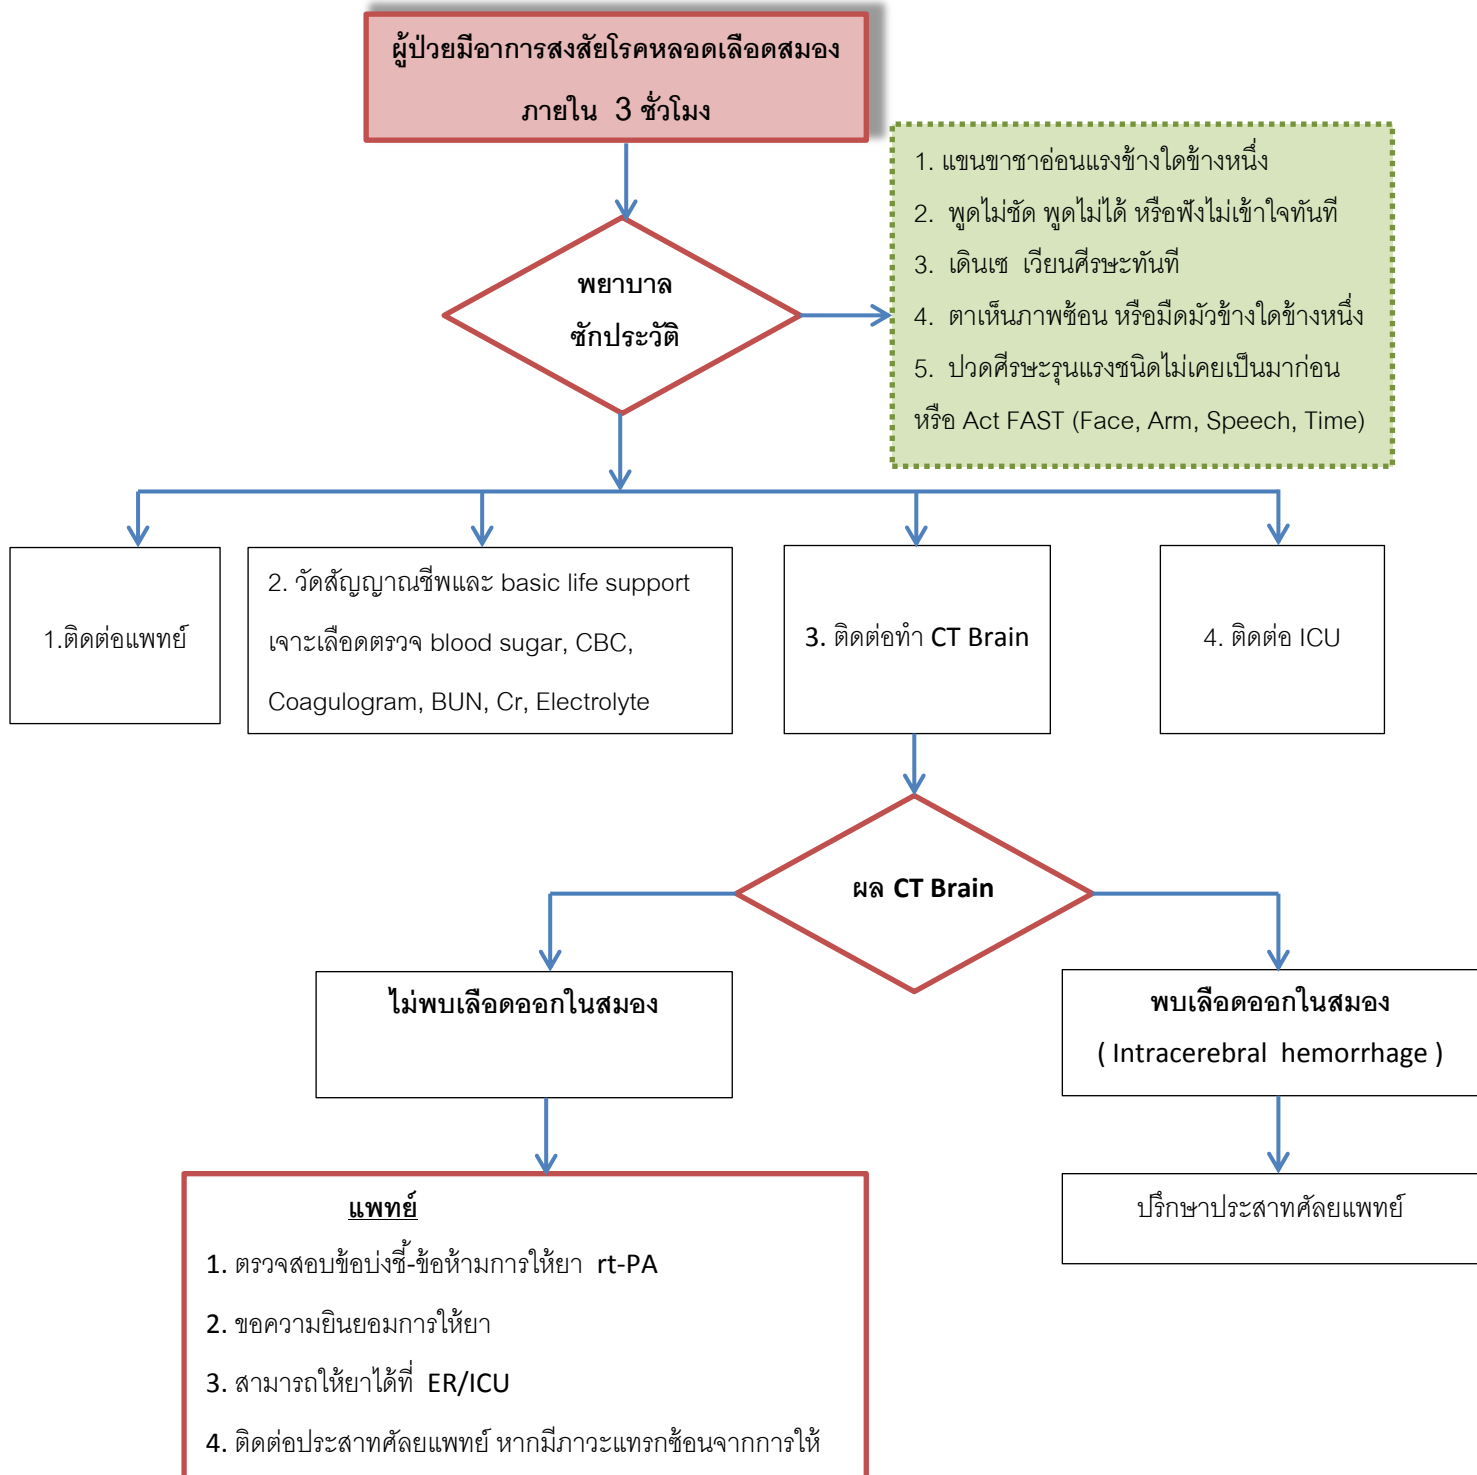 ผู้ป่วยมีอาการสงสัยโรคหลอดเลือดสมอง
ภายใน 3 ชั่วโมง
1. แขนขาชาอ่อนแรงข้างใดข้างหนึ่ง
2. พูดไม่ชัด พูดไม่ได้ หรือฟังไม่เข้าใจทันที
3. เดินเซ เวียนศีรษะทันที
4. ตาเห็นภาพซ้อน หรือมืดมัวข้างใดข้างหนึ่ง
5. ปวดศีรษะรุนแรงชนิดไม่เคยเป็นมาก่อน
หรือ Act FAST (Face, Arm, Speech, Time)
พยาบาล
ซักประวัติ
1.ติดต่อแพทย์
2. วัดสัญญาณชีพและ basic life support
เจาะเลือดตรวจ blood sugar, CBC,
Coagulogram, BUN, Cr, Electrolyte
3. ติดต่อทำ CT Brain
4. ติดต่อ ICU
ผล CT Brain
ไม่พบเลือดออกในสมอง
พบเลือดออกในสมอง
( Intracerebral hemorrhage )
แพทย์
1. ตรวจสอบข้อบ่งชี้-ข้อห้ามการให้ยา rt-PA
2. ขอความยินยอมการให้ยา
3. สามารถให้ยาได้ที่ ER/ICU
4. ติดต่อประสาทศัลยแพทย์ หากมีภาวะแทรกซ้อนจากการให้
ปรึกษาประสาทศัลยแพทย์